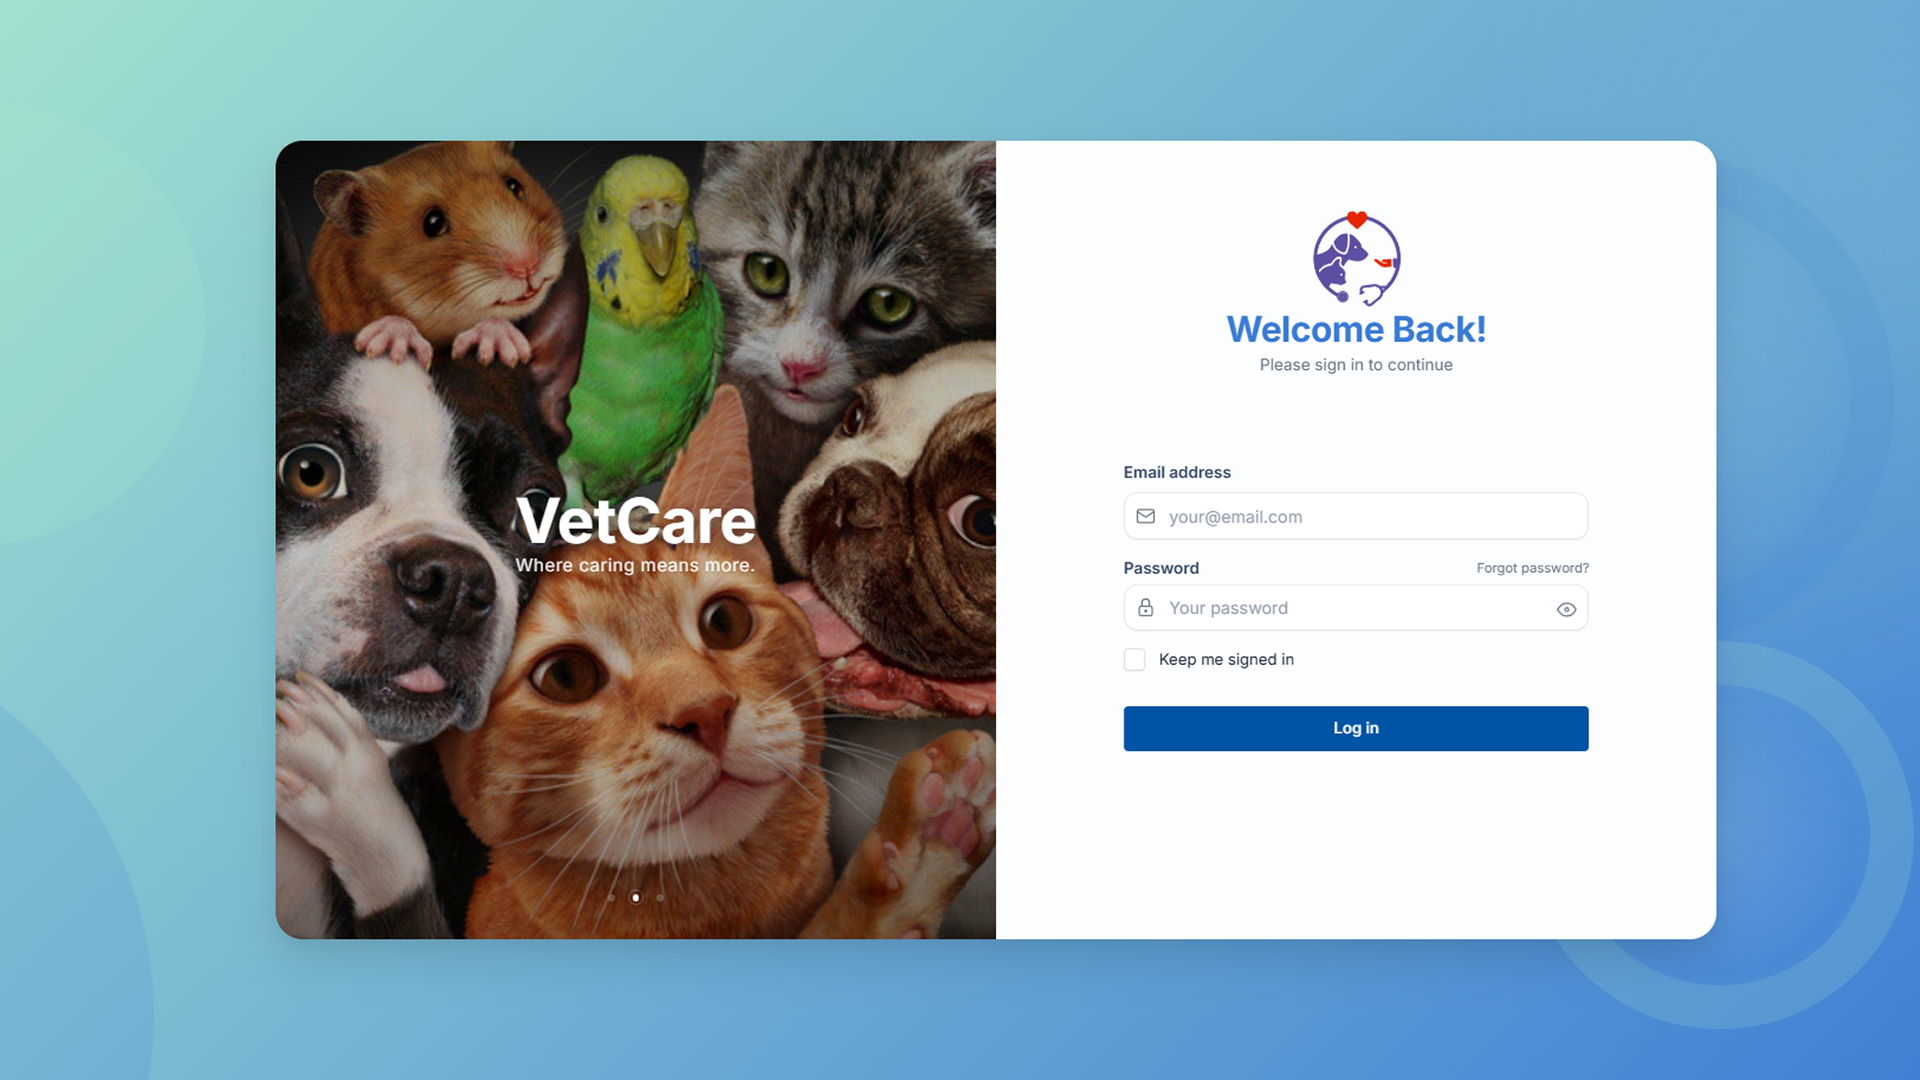 VetCare
Where caring means more.
Welcome Back!
Please sign in to continue
Email address
your@email.com
Password
Forgot password?
Your password
Keep me signed in
Log in